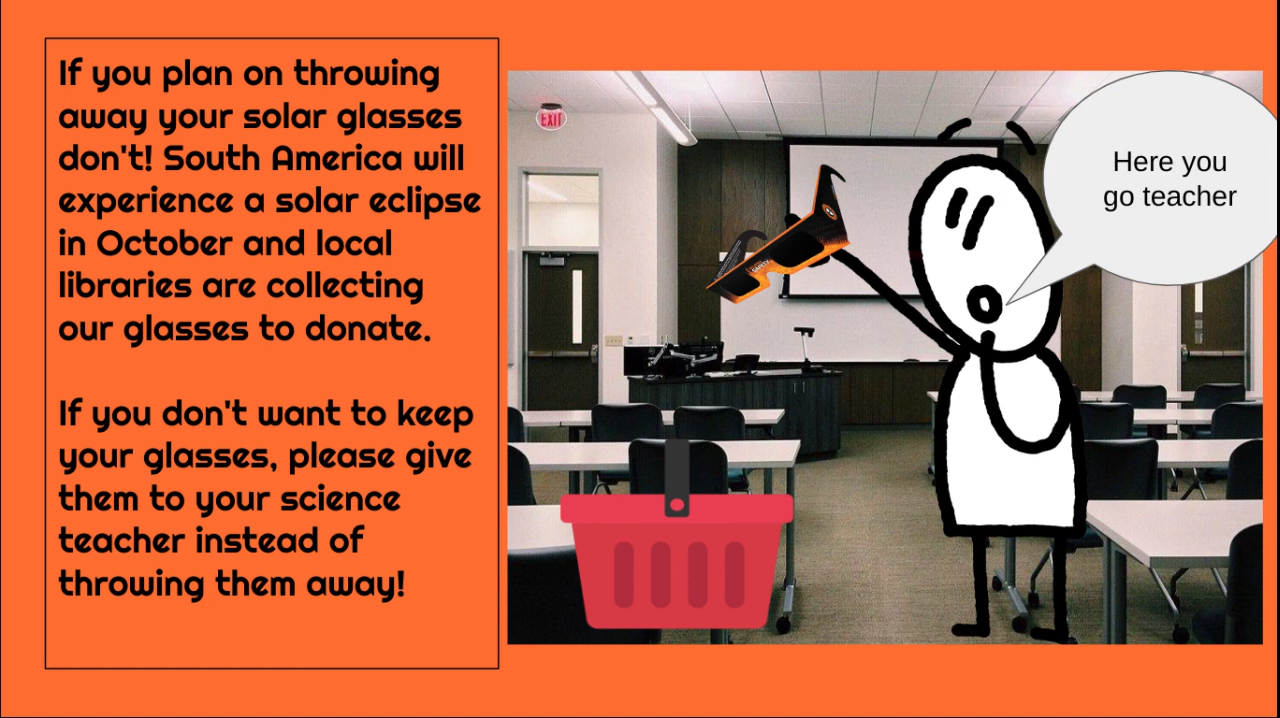 If you plan on throwing
away your solar glasses
don't! South America will
experience a solar eclipse
in October and local
libraries are collecting
our glasses to donate.
If you don't want to keep
your glasses, please give
them to your science
teacher instead of
throwing them away!
EXIT
SAFETY
Here you
go teacher